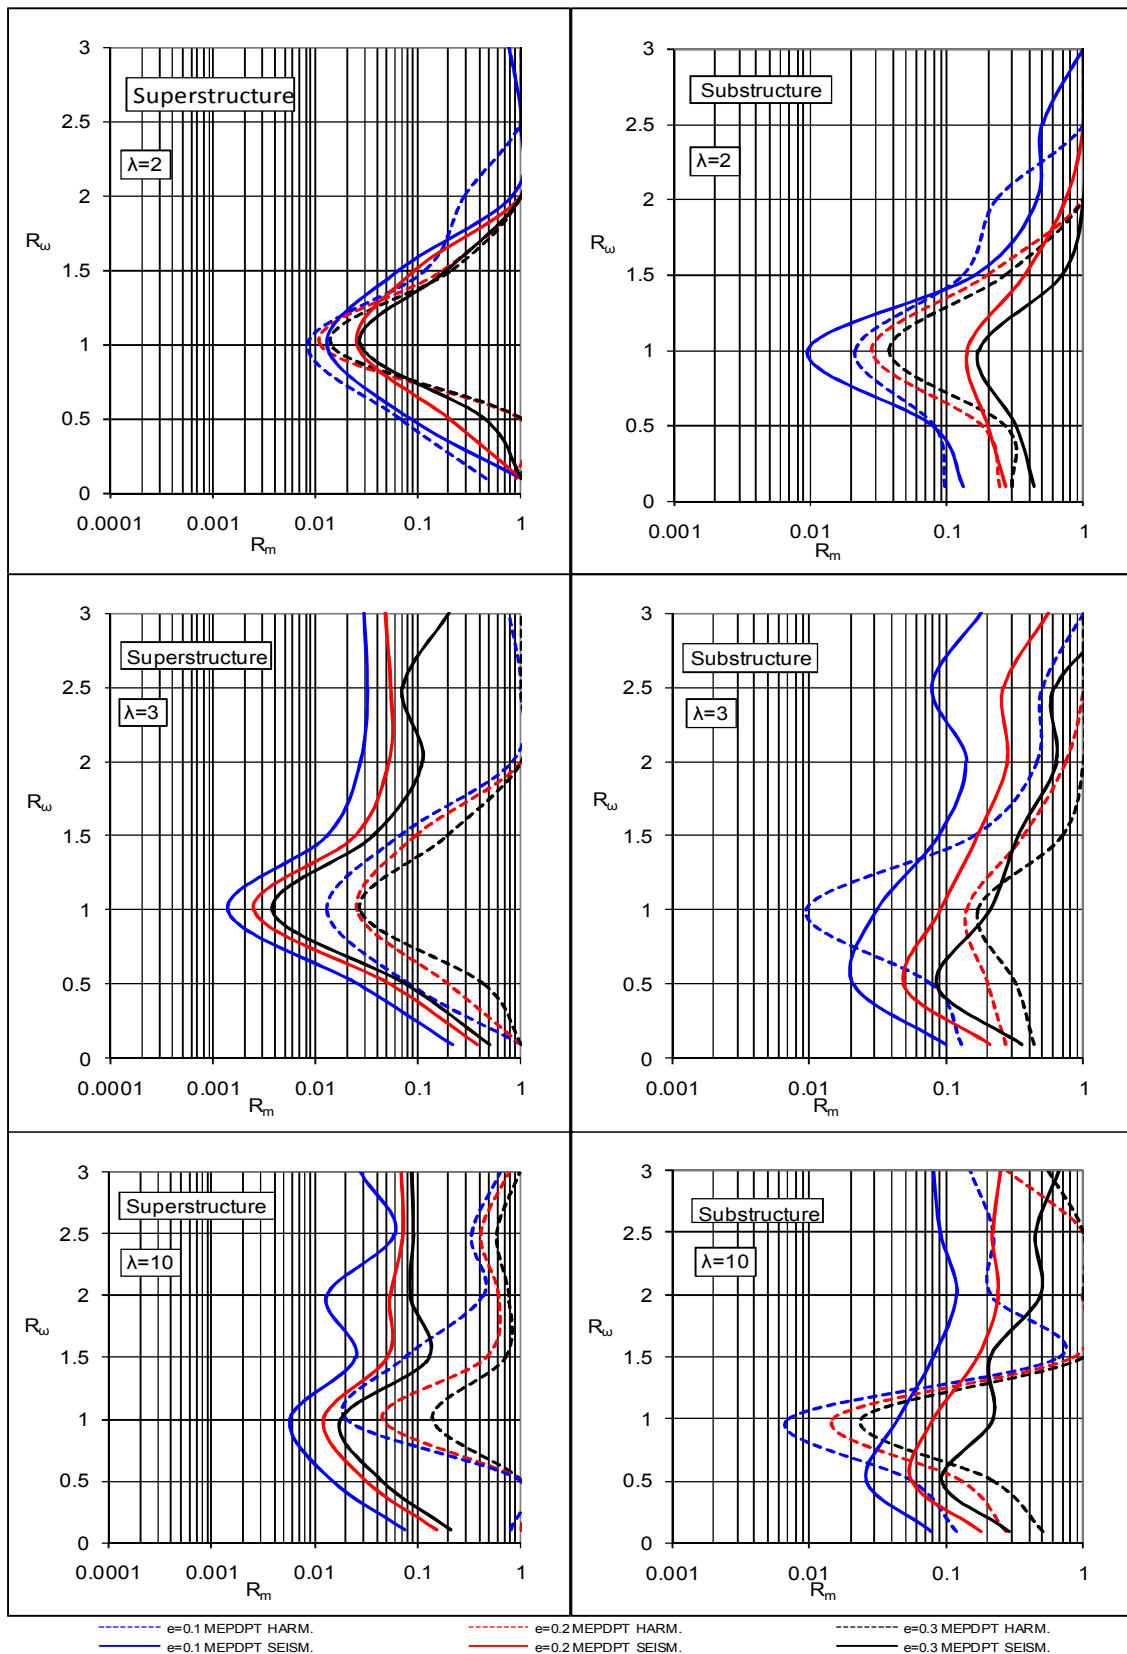 3
Superstructure
2.5
λ=2
2
Rω
1.5
1
0.5
0
0.0001 0.001 0.01 0.1 1
Rm
3
Substructure
2.5
λ=2
2
Rω
1.5
1
0.5
0
0.001 0.01 0.1 1
Rm
3
Superstructure
2.5
λ=3
2
Rω
1.5
1
0.5
0
0.0001 0.001 0.01 0.1 1
Rm
3
Substructure
2.5
λ=3
2
Rω
1.5
1
0.5
0
0.001 0.01 0.1 1
Rm
3
Superstructure
2.5
λ=10
2
Rω
1.5
1
0.5
0
0.0001 0.001 0.01 0.1 1
Rm
3
Substructure
2.5
λ=10
2
Rω
1.5
1
0.5
0
0.001 0.01 0.1 1
Rm
e=0.1 MEPDPT HARM. e=0.2 MEPDPT HARM. e=0.3 MEPDPT HARM.
e=0.1 MEPDPT SEISM. e=0.2 MEPDPT SEISM. e=0.3 MEPDPT SEISM.